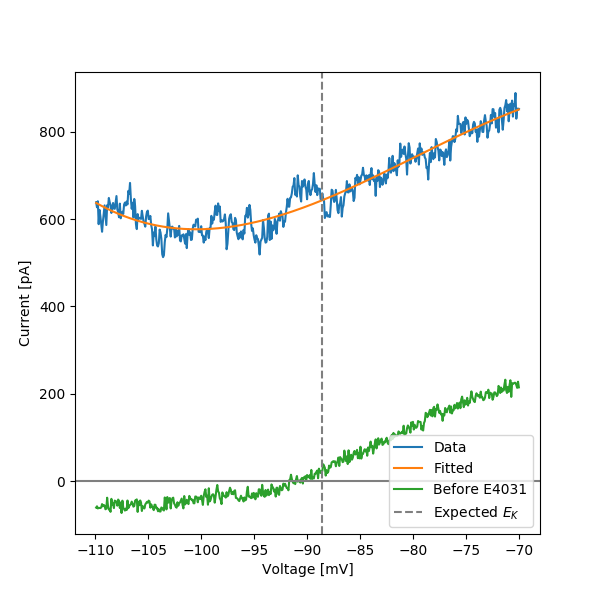 800
600
400
200
0
Current [pA]
Data
Fitted
Before E4031
Expected $E_K$
−110 −105 −100 −95 −90 −85 −80 −75 −70
Voltage [mV]